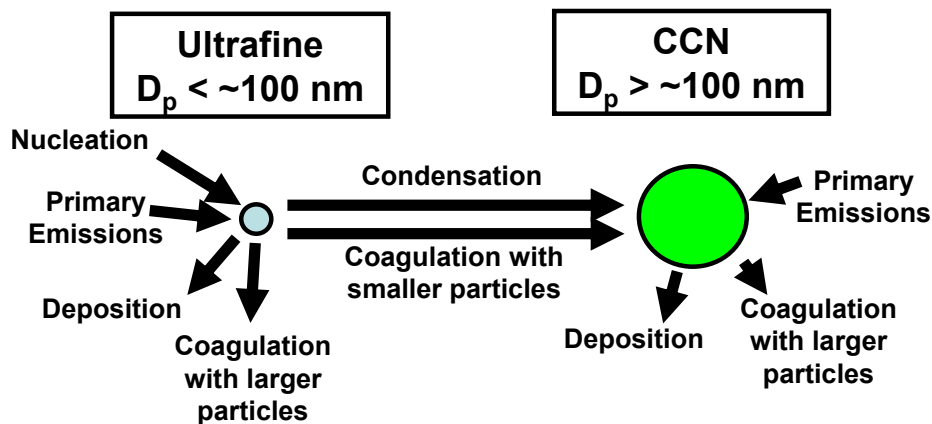 Ultrafine
Dp < ~100 nm
CCN
Dp > ~100 nm
Nucleation
Primary
Emissions
Deposition
Coagulation
with larger
particles
Condensation
Coagulation with
smaller particles
Primary
Emissions
Deposition
Coagulation
with larger
particles